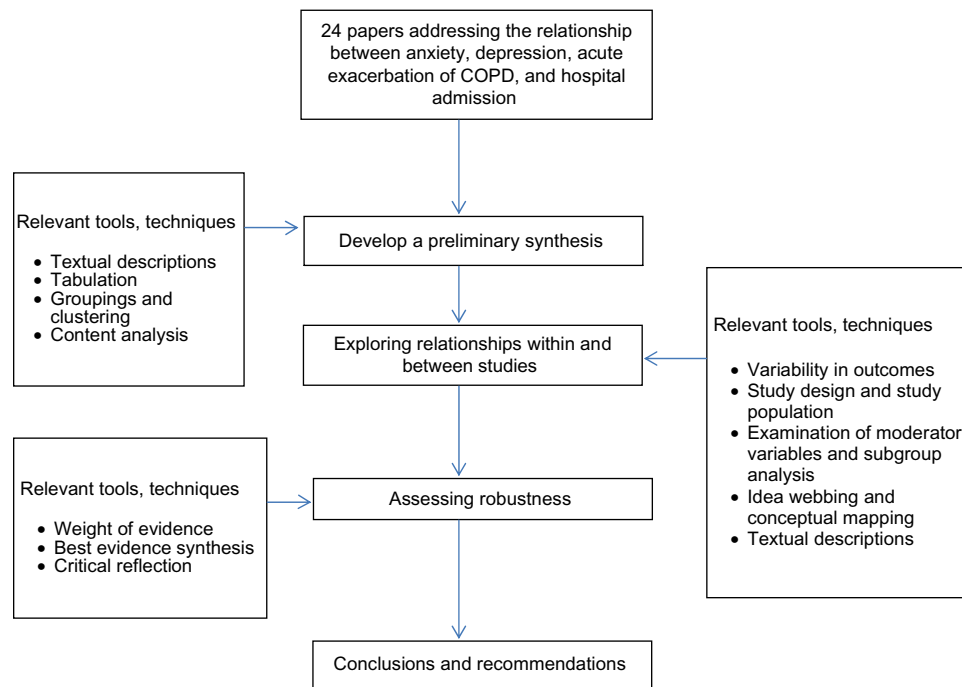 24 papers addressing the relationship
between anxiety, depression, acute
exacerbation of COPD, and hospital
admission
Relevant tools, techniques
• Textual descriptions
• Tabulation
• Groupings and
clustering
• Content analysis
Develop a preliminary synthesis
Exploring relationships within and
between studies
Relevant tools, techniques
• Variability in outcomes
• Study design and study
population
• Examination of moderator
variables and subgroup
analysis
• Idea webbing and
conceptual mapping
• Textual descriptions
Relevant tools, techniques
• Weight of evidence
• Best evidence synthesis
• Critical reflection
Assessing robustness
Conclusions and recommendations